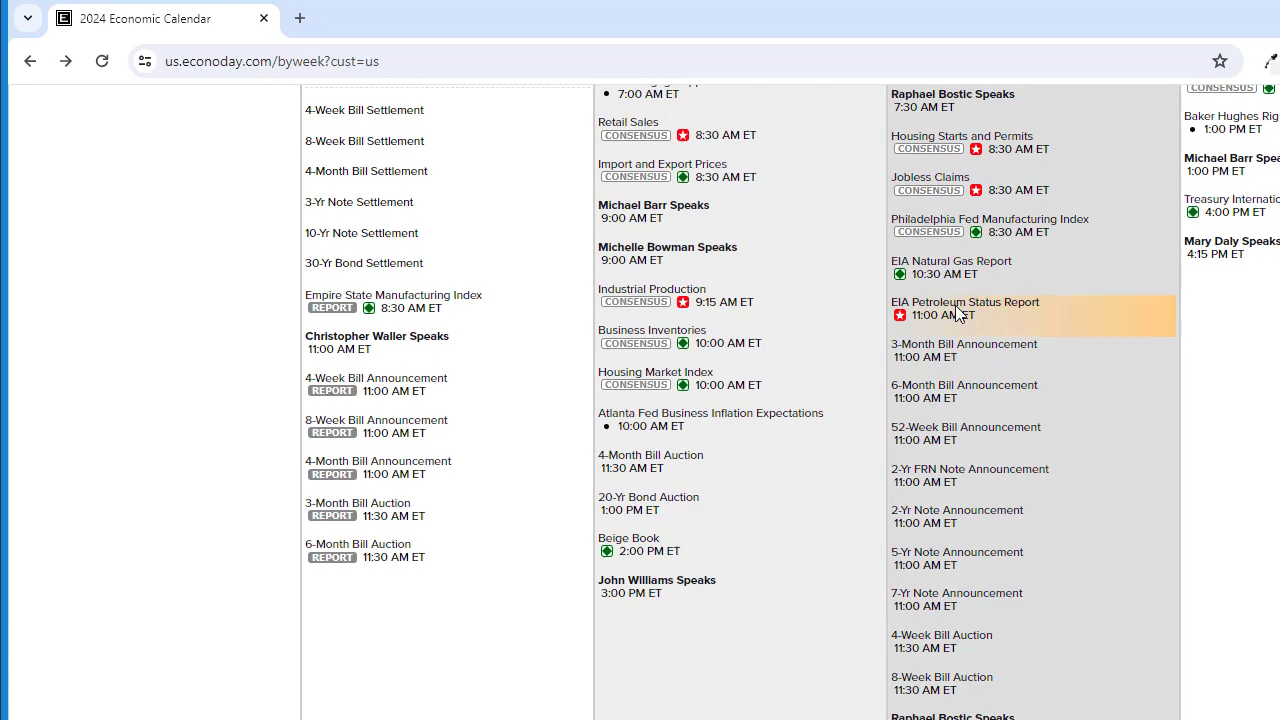 2024 Economic Calendar
us.econoday.com/byweek?cust=us
4-Week Bill Settlement
8-Week Bill Settlement
4-Month Bill Settlement
3-Yr Note Settlement
10-Yr Note Settlement
30-Yr Bond Settlement
Empire State Manufacturing Index
REPORT 8:30 AM ET
Christopher Waller Speaks
11:00 AM ET
4-Week Bill Announcement
REPORT 11:00 AM ET
8-Week Bill Announcement
REPORT 11:00 AM ET
4-Month Bill Announcement
REPORT 11:00 AM ET
3-Month Bill Auction
REPORT 11:30 AM ET
6-Month Bill Auction
REPORT 11:30 AM ET
7:00 AM ET
Retail Sales
CONSENSUS 8:30 AM ET
Import and Export Prices
CONSENSUS 8:30 AM ET
Michael Barr Speaks
9:00 AM ET
Michelle Bowman Speaks
9:00 AM ET
Industrial Production
CONSENSUS 9:15 AM ET
Business Inventories
CONSENSUS 10:00 AM ET
Housing Market Index
CONSENSUS 10:00 AM ET
Atlanta Fed Business Inflation Expectations
10:00 AM ET
4-Month Bill Auction
11:30 AM ET
20-Yr Bond Auction
1:00 PM ET
Beige Book
2:00 PM ET
John Williams Speaks
3:00 PM ET
Raphael Bostic Speaks
7:30 AM ET
Housing Starts and Permits
CONSENSUS 8:30 AM ET
Jobless Claims
CONSENSUS 8:30 AM ET
Philadelphia Fed Manufacturing Index
CONSENSUS 8:30 AM ET
EIA Natural Gas Report
10:30 AM ET
EIA Petroleum Status Report
11:00 AM ET
3-Month Bill Announcement
11:00 AM ET
6-Month Bill Announcement
11:00 AM ET
52-Week Bill Announcement
11:00 AM ET
2-Yr FRN Note Announcement
11:00 AM ET
2-Yr Note Announcement
11:00 AM ET
5-Yr Note Announcement
11:00 AM ET
7-Yr Note Announcement
11:00 AM ET
4-Week Bill Auction
11:30 AM ET
8-Week Bill Auction
11:30 AM ET
Raphael Bostic Speaks
CONSENSUS
Baker Hughes Rig
1:00 PM ET
Michael Barr Spea
1:00 PM ET
Treasury Internatio
4:00 PM ET
Mary Daly Speaks
4:15 PM ET